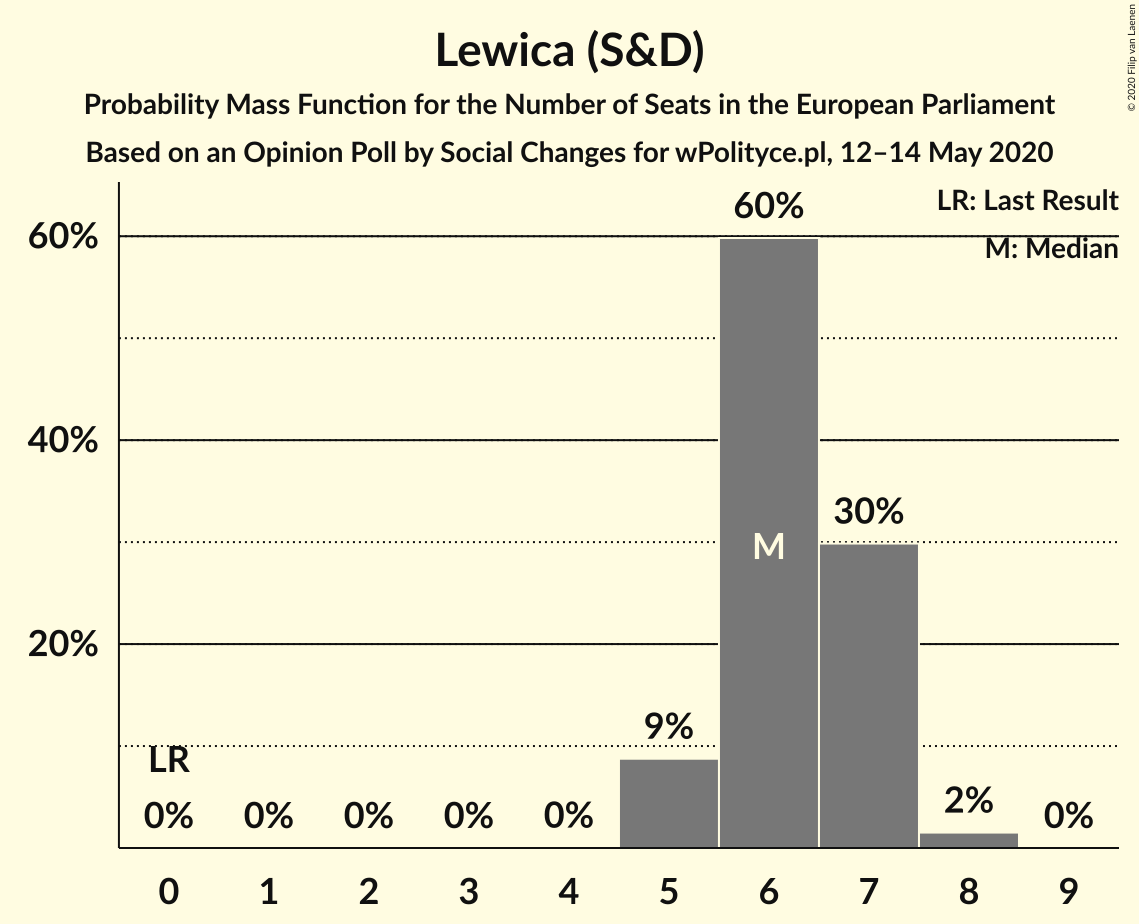 Lewica (S&D)
Probability Mass Function for the Number of Seats in the European Parliament
Based on an Opinion Poll by Social Changes for wPolityce.pl, 12–14 May 2020
© 2020 Filip van Laenen
LR: Last Result
M: Median
60%
40%
20%
LR
0%
0%
0%
0%
0%
9%
60%
M
30%
2%
0%
0 1 2 3 4 5 6 7 8 9